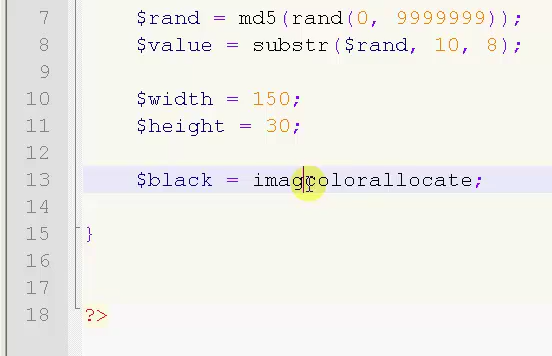 7 $rand = md5(rand(0, 9999999));
8 $value = substr($rand, 10, 8);
9
10 $width = 150;
11 $height = 30;
12
13 $black = imagcolorallocate;
14
15 }
16
17
18 ?>